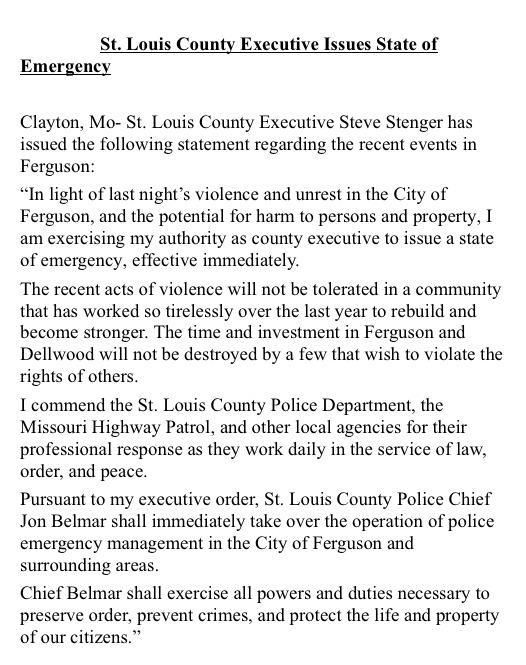 St. Louis County Executive Issues State of
Emergency
Clayton, Mo- St. Louis County Executive Steve Stenger has
issued the following statement regarding the recent events in
Ferguson:
“In light of last night’s violence and unrest in the City of
Ferguson, and the potential for harm to persons and property, I
am exercising my authority as county executive to issue a state
of emergency, effective immediately.
The recent acts of violence will not be tolerated in a community
that has worked so tirelessly over the last year to rebuild and
become stronger. The time and investment in Ferguson and
Dellwood will not be destroyed by a few that wish to violate the
rights of others.
I commend the St. Louis County Police Department, the
Missouri Highway Patrol, and other local agencies for their
professional response as they work daily in the service of law,
order, and peace.
Pursuant to my executive order, St. Louis County Police Chief
Jon Belmar shall immediately take over the operation of police
emergency management in the City of Ferguson and
surrounding areas.
Chief Belmar shall exercise all powers and duties necessary to
preserve order, prevent crimes, and protect the life and property
of our citizens.”